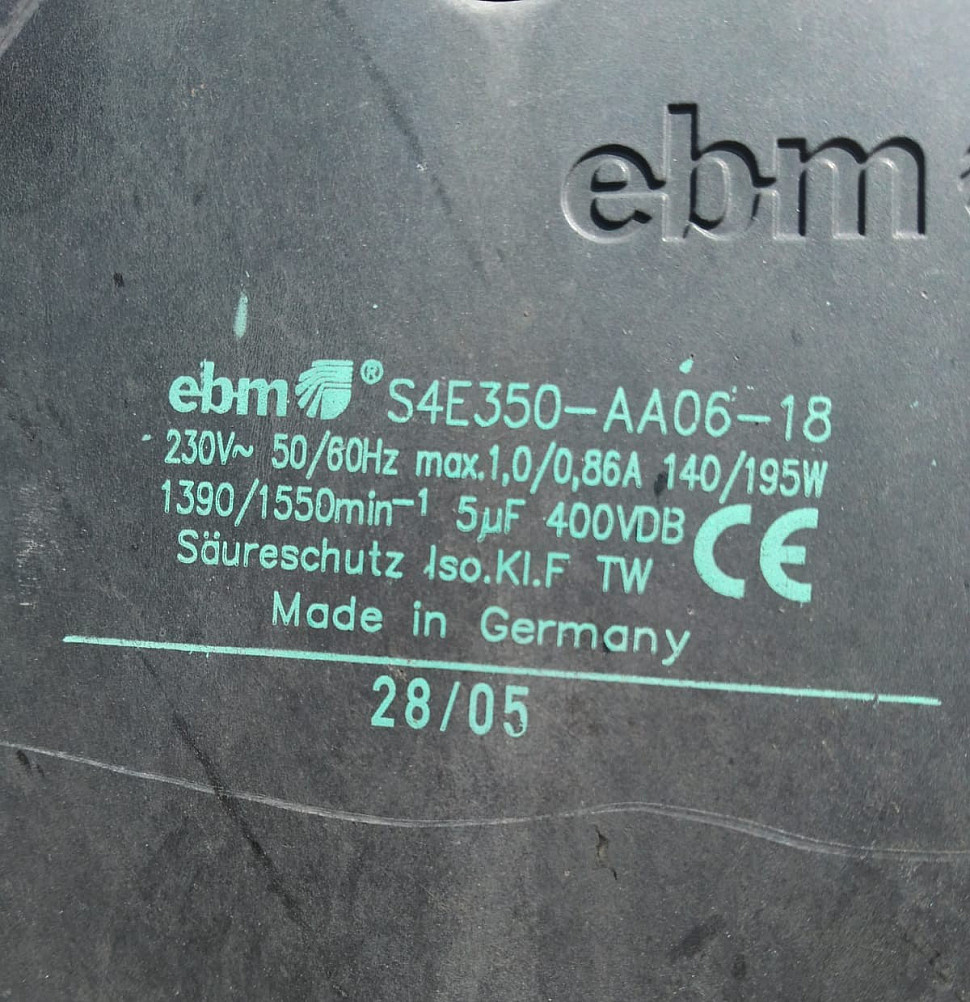 ebm
ebm® S4E350-AA06-18
230V~ 50/60Hz max.1,0/0,86A 140/195W
1390/1550min⁻¹ 5µF 400VDB CE
Säureschutz Iso.Kl.F TW
Made in Germany
28/05